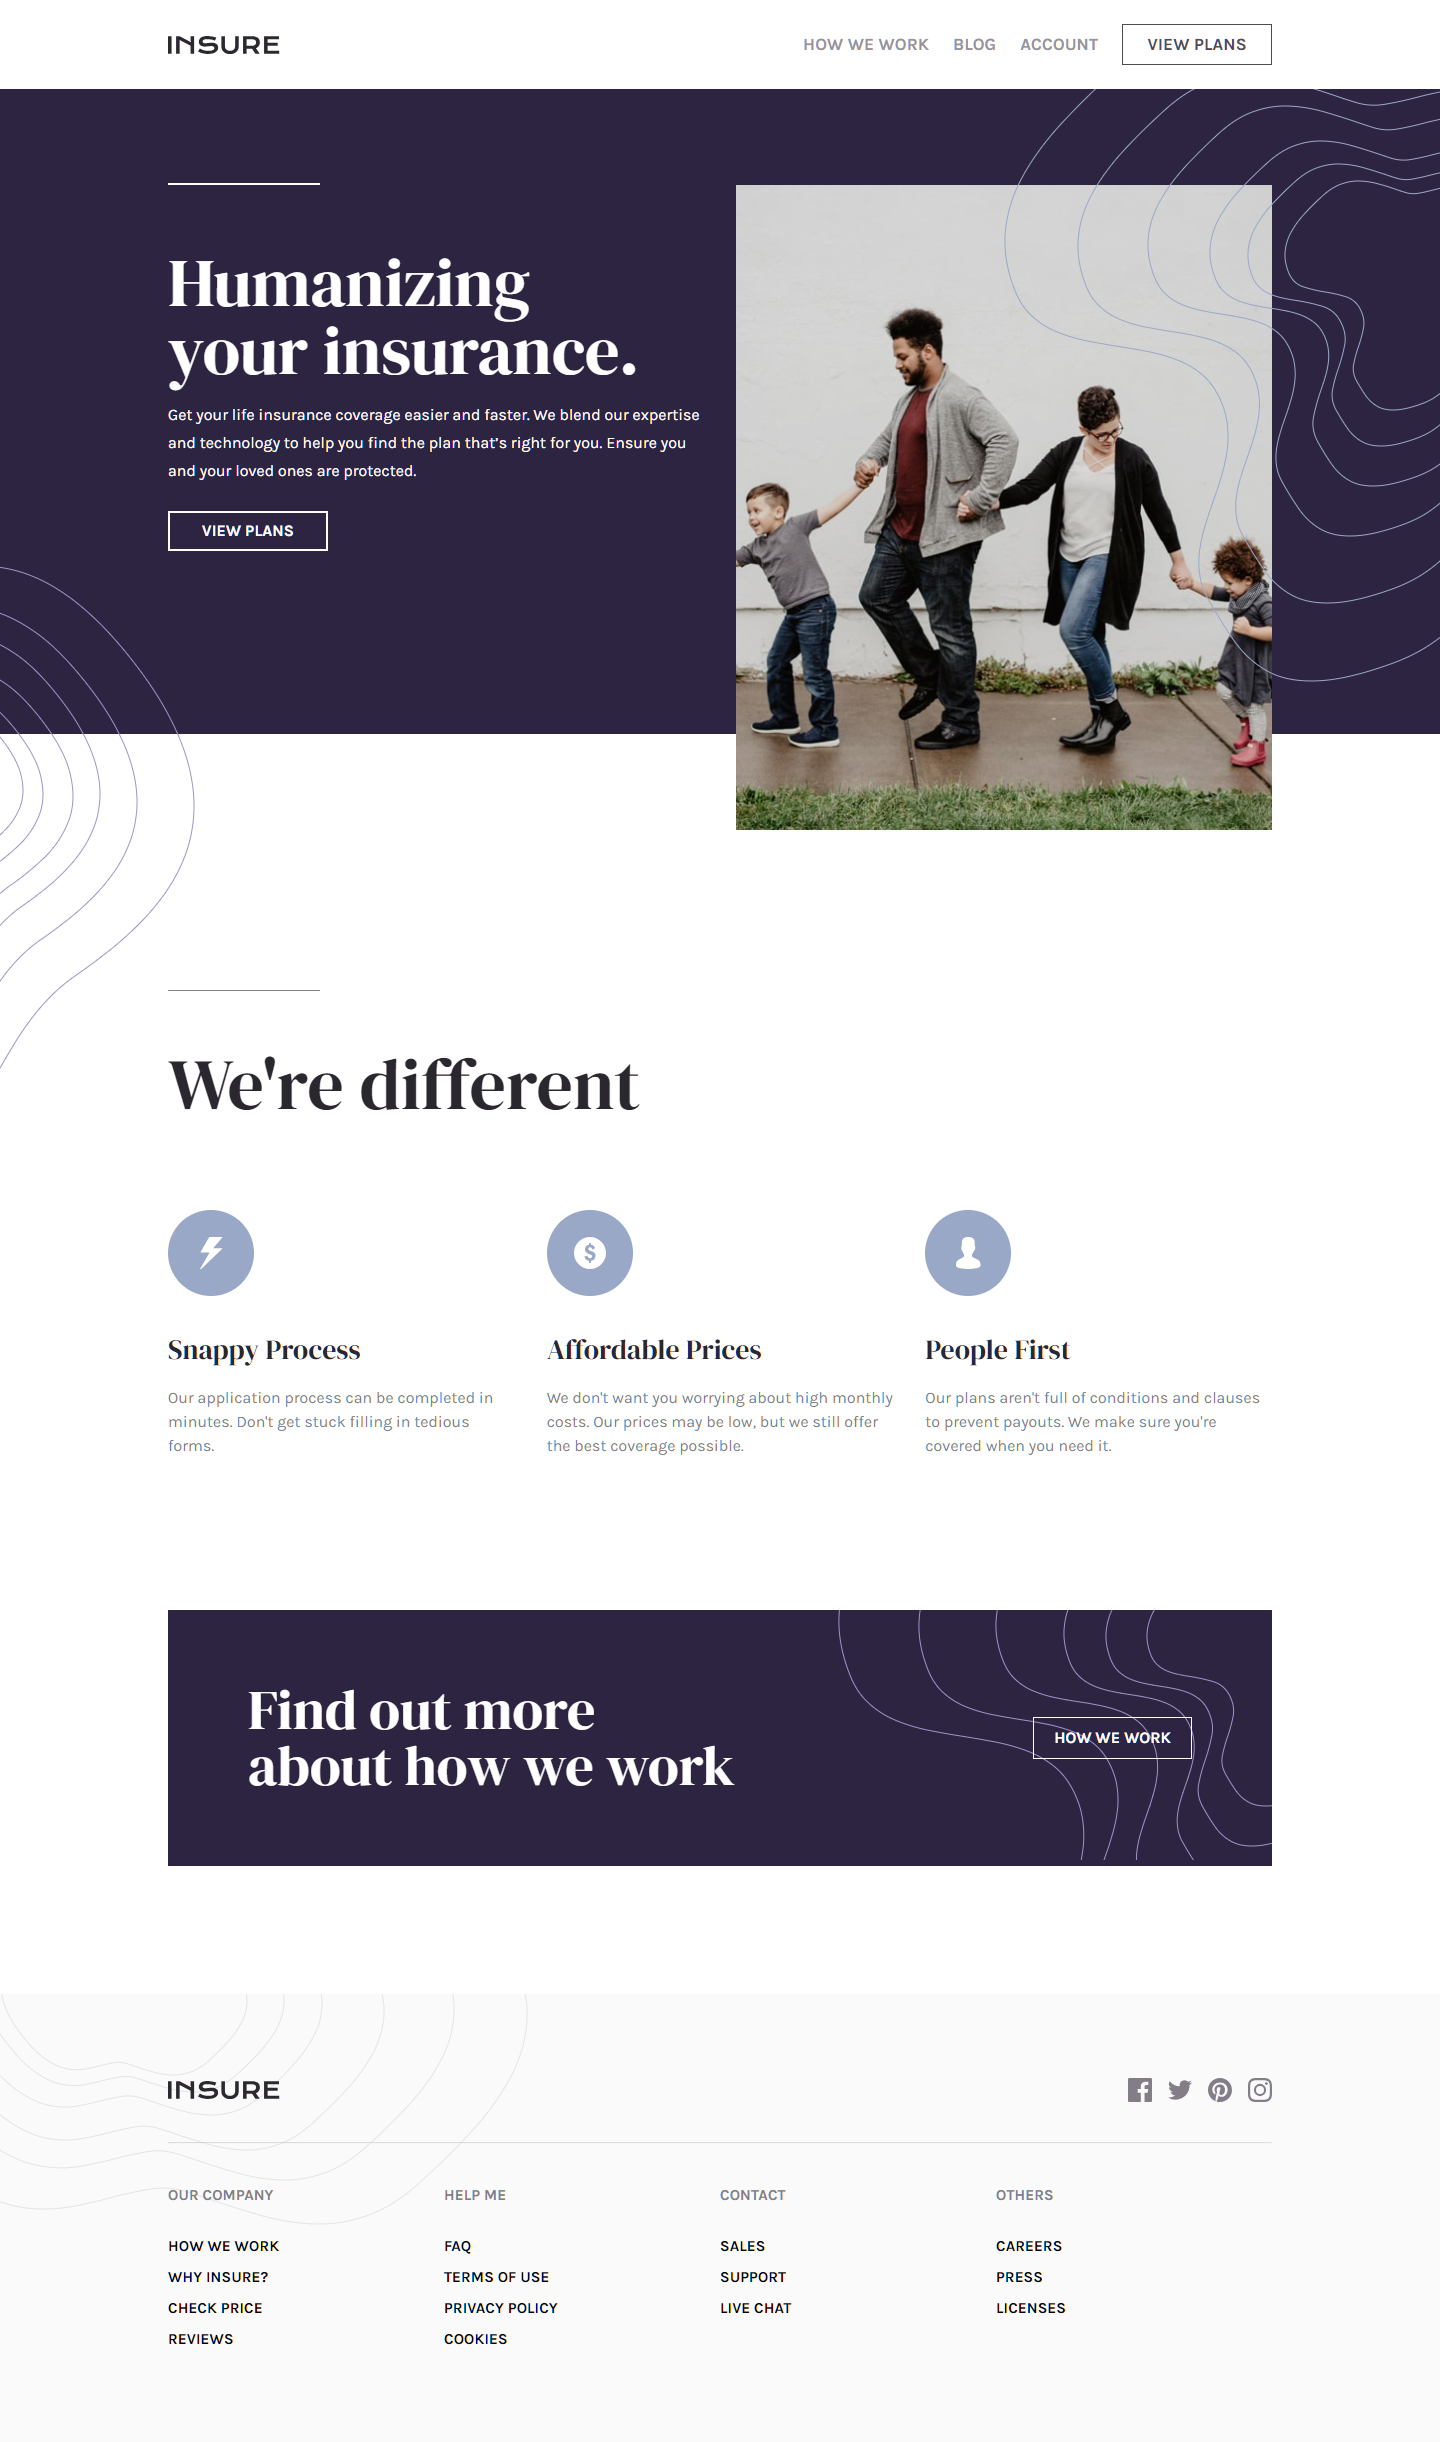 INSURE
HOW WE WORK BLOG ACCOUNT VIEW PLANS
Humanizing
your insurance.
Get your life insurance coverage easier and faster. We blend our expertise
and technology to help you find the plan that’s right for you. Ensure you
and your loved ones are protected.
VIEW PLANS
We're different
Snappy Process
Our application process can be completed in
minutes. Don't get stuck filling in tedious
forms.
Affordable Prices
We don't want you worrying about high monthly
costs. Our prices may be low, but we still offer
the best coverage possible.
People First
Our plans aren't full of conditions and clauses
to prevent payouts. We make sure you're
covered when you need it.
Find out more
about how we work
HOW WE WORK
INSURE
OUR COMPANY
HOW WE WORK
WHY INSURE?
CHECK PRICE
REVIEWS
HELP ME
FAQ
TERMS OF USE
PRIVACY POLICY
COOKIES
CONTACT
SALES
SUPPORT
LIVE CHAT
OTHERS
CAREERS
PRESS
LICENSES